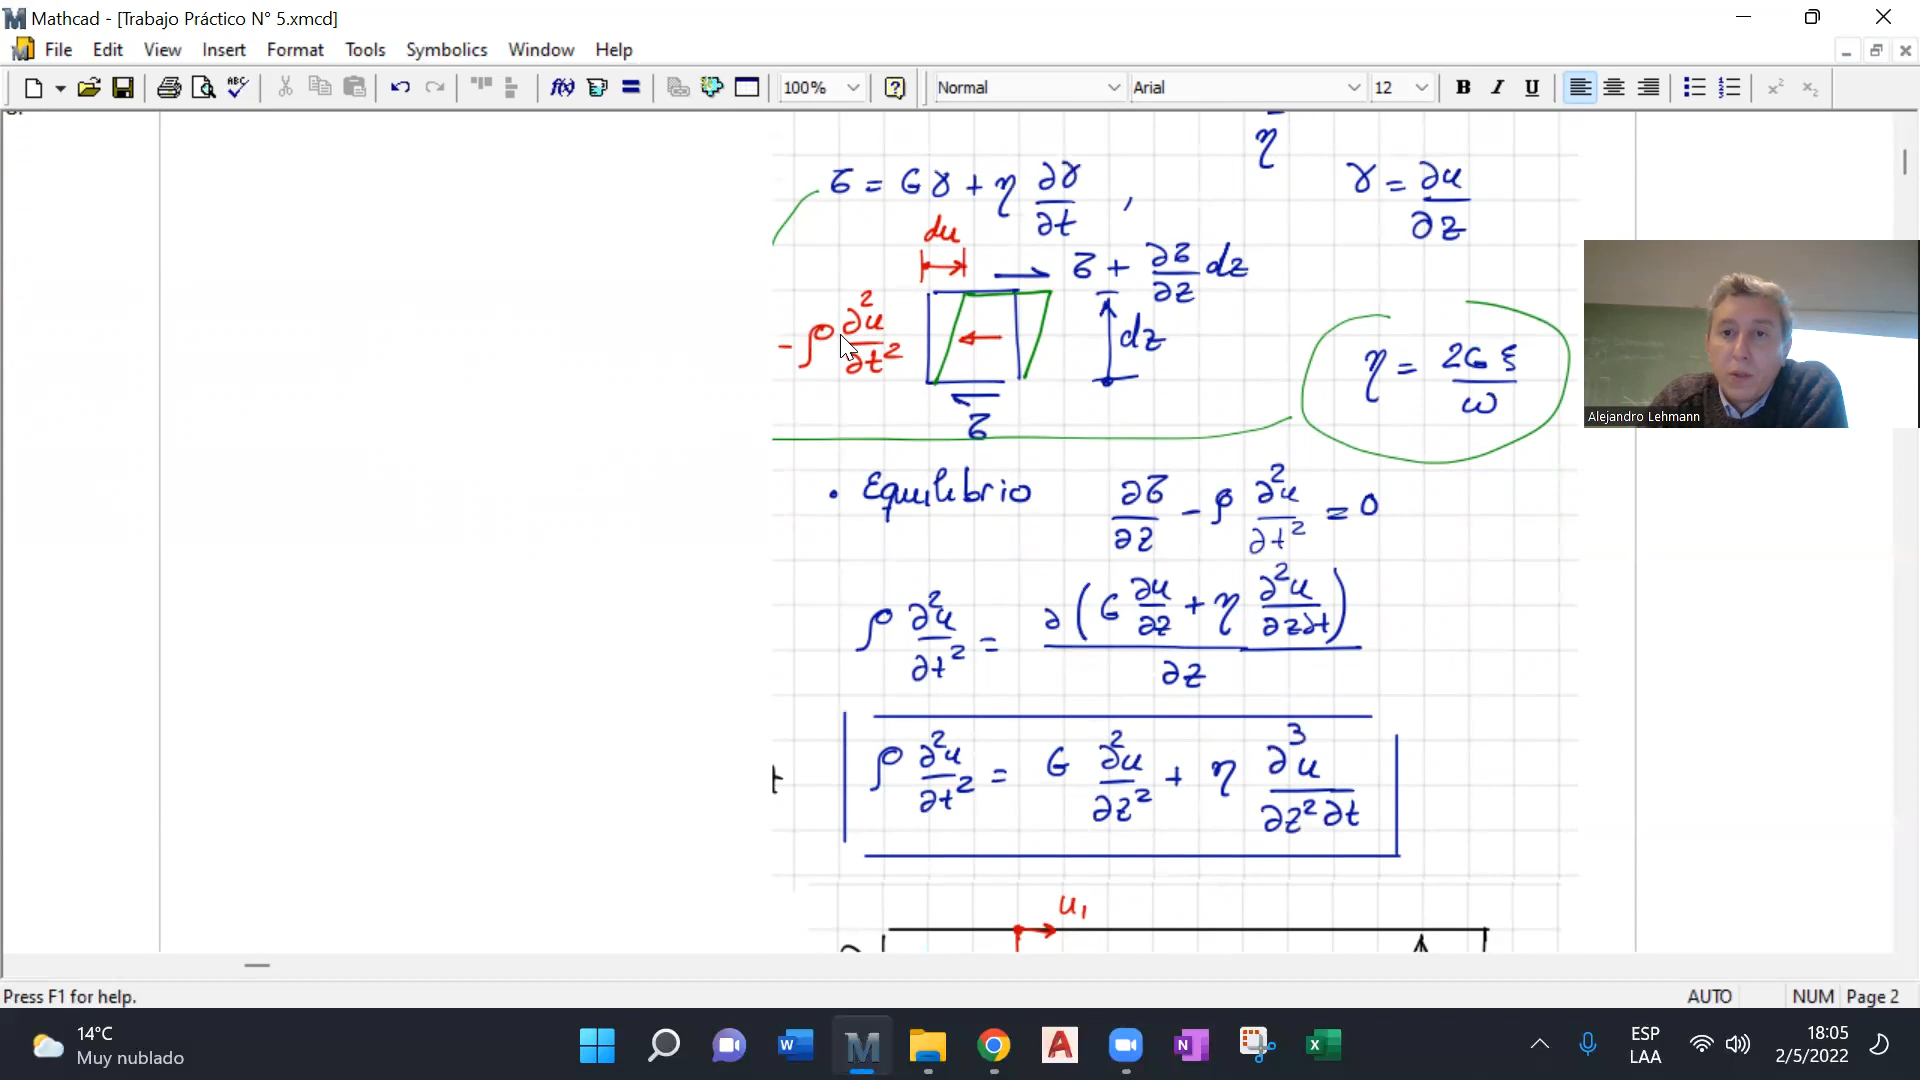 Mathcad - [Trabajo Práctico N° 5.xmcd]
File Edit View Insert Format Tools Symbols Window Help
100% Normal Arial 12 B I U
η
τ = Gγ + η ∂γ/∂t , γ = ∂u/∂z
du
τ + ∂τ/∂z dz
-ρ ∂²u/∂t² dz
η = 2Gξ/ω
τ
Alejandro Lehmann
• Equilibrio ∂τ/∂z - ρ ∂²u/∂t² = 0
ρ ∂²u/∂t² = ∂(G ∂u/∂z + η ∂²u/∂z∂t)/∂z
t
ρ ∂²u/∂t² = G ∂²u/∂z² + η ∂³u/∂z²∂t
u₁
Press F1 for help. AUTO NUM Page 2
14°C
Muy nublado
ESP
LAA
18:05
2/5/2022